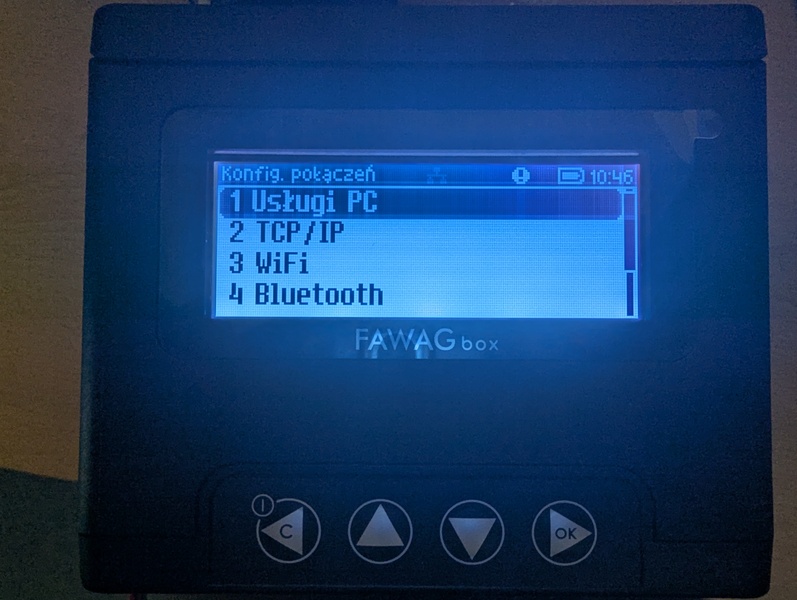 Konfig. połączeń 10:46
1 Usługi PC
2 TCP/IP
3 WiFi
4 Bluetooth
FAWAG box
C OK